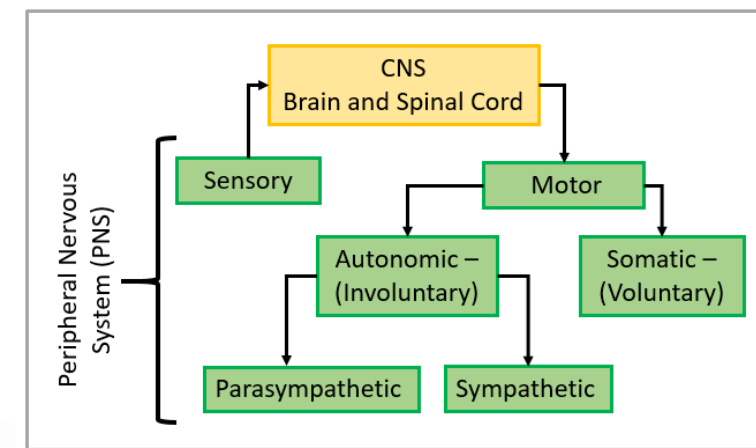 CNS
Brain and Spinal Cord
Sensory
Motor
Peripheral Nervous
System (PNS)
Autonomic –
(Involuntary)
Somatic –
(Voluntary)
Parasympathetic
Sympathetic